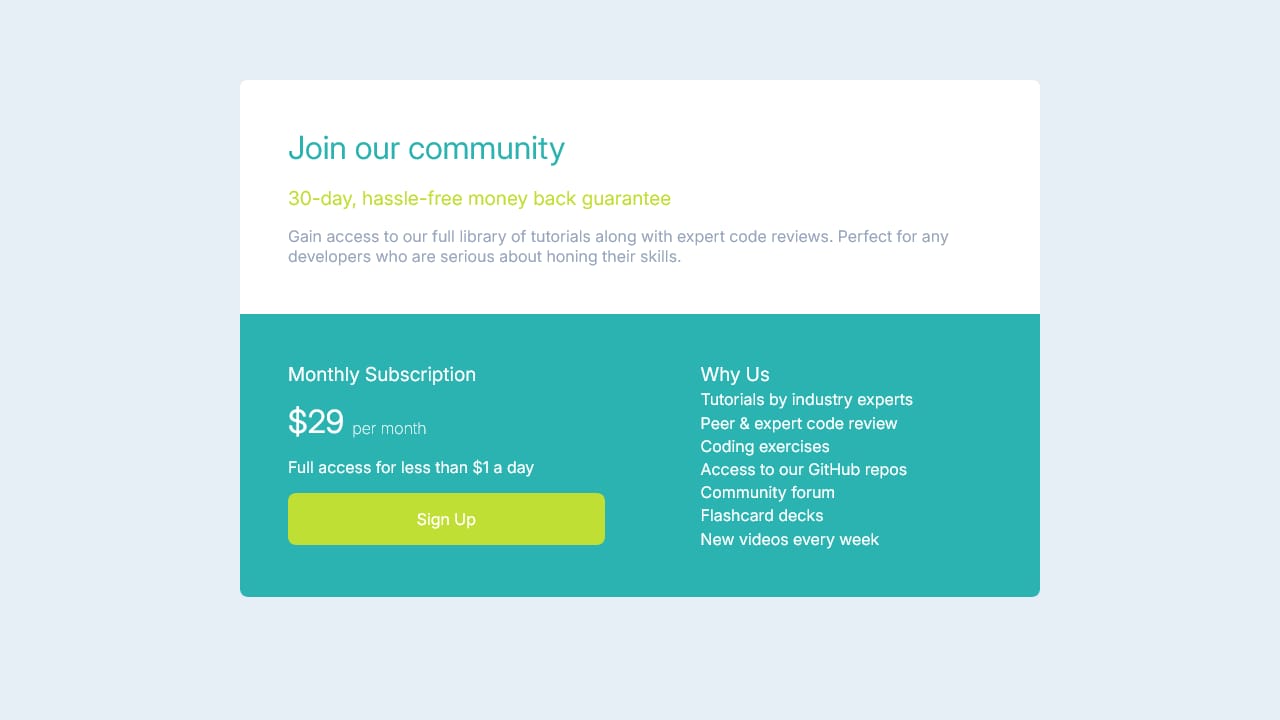 Join our community
30-day, hassle-free money back guarantee
Gain access to our full library of tutorials along with expert code reviews. Perfect for any
developers who are serious about honing their skills.
Monthly Subscription
$29 per month
Full access for less than $1 a day
Sign Up
Why Us
Tutorials by industry experts
Peer & expert code review
Coding exercises
Access to our GitHub repos
Community forum
Flashcard decks
New videos every week